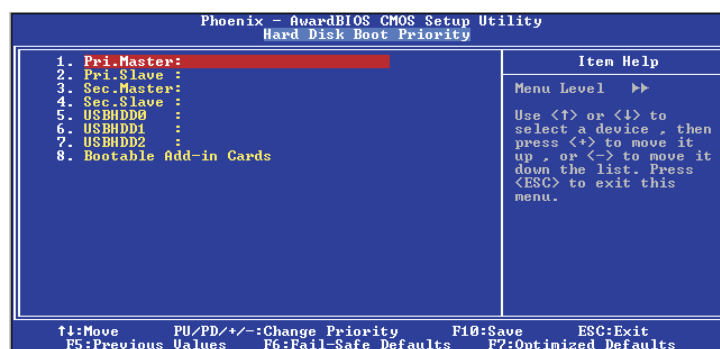 Phoenix - AwardBIOS CMOS Setup Utility
Hard Disk Boot Priority
1. Pri.Master:
2. Pri.Slave :
3. Sec.Master:
4. Sec.Slave :
5. USBHDD0 :
6. USBHDD1 :
7. USBHDD2 :
8. Bootable Add-in Cards
Item Help
Menu Level ▸▸
Use <↑> or <↓> to
select a device , then
press <+> to move it
up , or <-> to move it
down the list. Press
<ESC> to exit this
menu.
↑↓:Move PU/PD/+/-:Change Priority F10:Save ESC:Exit
F5:Previous Values F6:Fail-Safe Defaults F7:Optimized Defaults